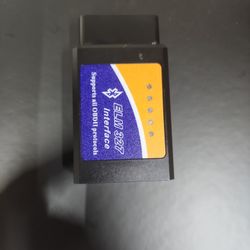 ELM 327
Interface
Supports all OBDII protocols